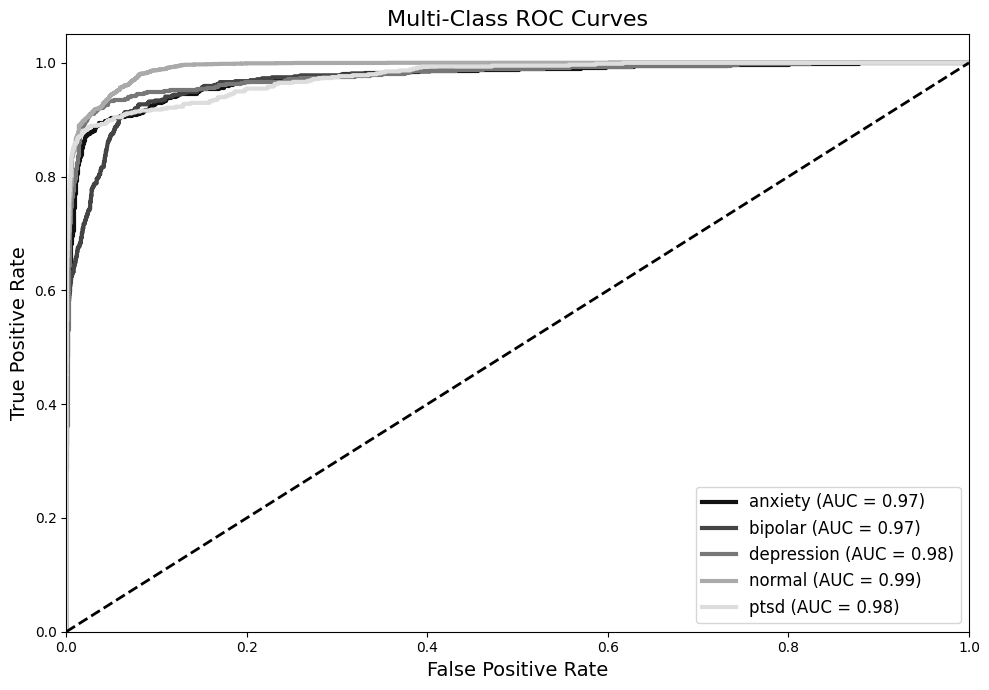 Multi-Class ROC Curves
True Positive Rate
1.0
0.8
0.6
0.4
0.2
0.0
anxiety (AUC = 0.97)
bipolar (AUC = 0.97)
depression (AUC = 0.98)
normal (AUC = 0.99)
ptsd (AUC = 0.98)
0.0 0.2 0.4 0.6 0.8 1.0
False Positive Rate